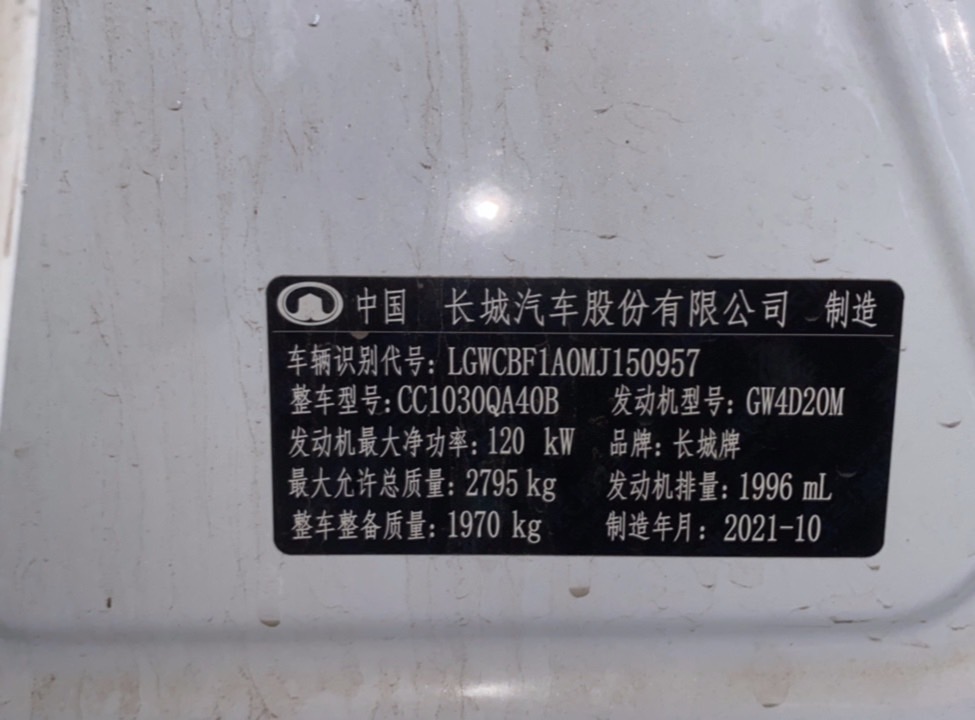 中国 长城汽车股份有限公司 制造
车辆识别代号: LGWCBF1A0MJ150957
整车型号: CC1030QA40B 发动机型号: GW4D20M
发动机最大净功率: 120 kW 品牌: 长城牌
最大允许总质量: 2795 kg 发动机排量: 1996 mL
整车整备质量: 1970 kg 制造年月: 2021-10